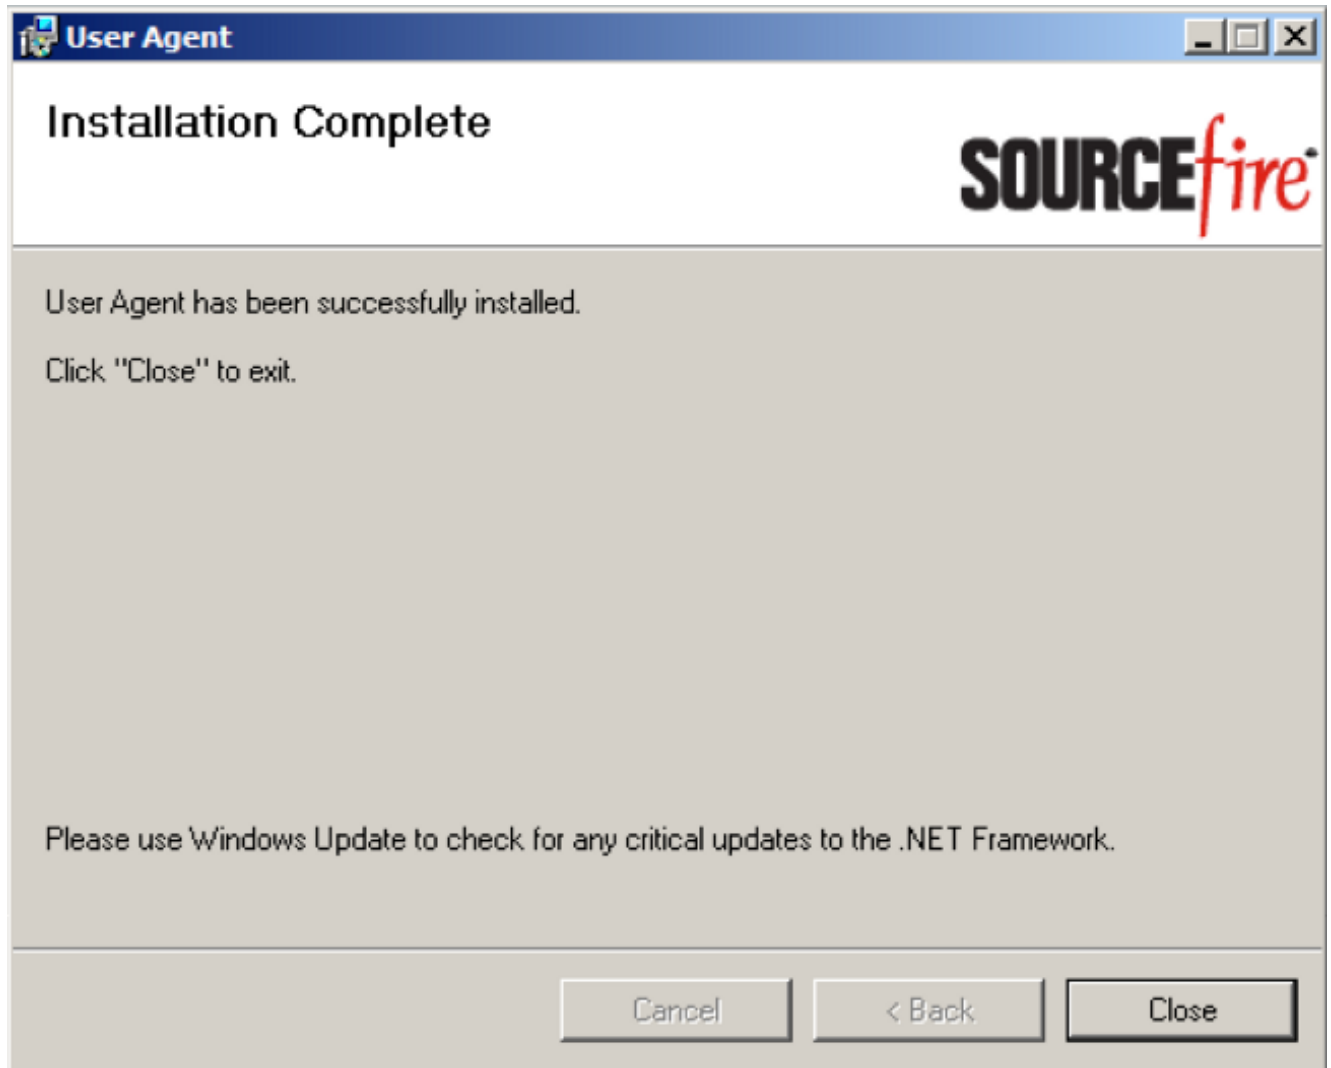 User Agent
Installation Complete
SOURCEfire
User Agent has been successfully installed.
Click "Close" to exit.
Please use Windows Update to check for any critical updates to the .NET Framework.
Cancel
< Back
Close